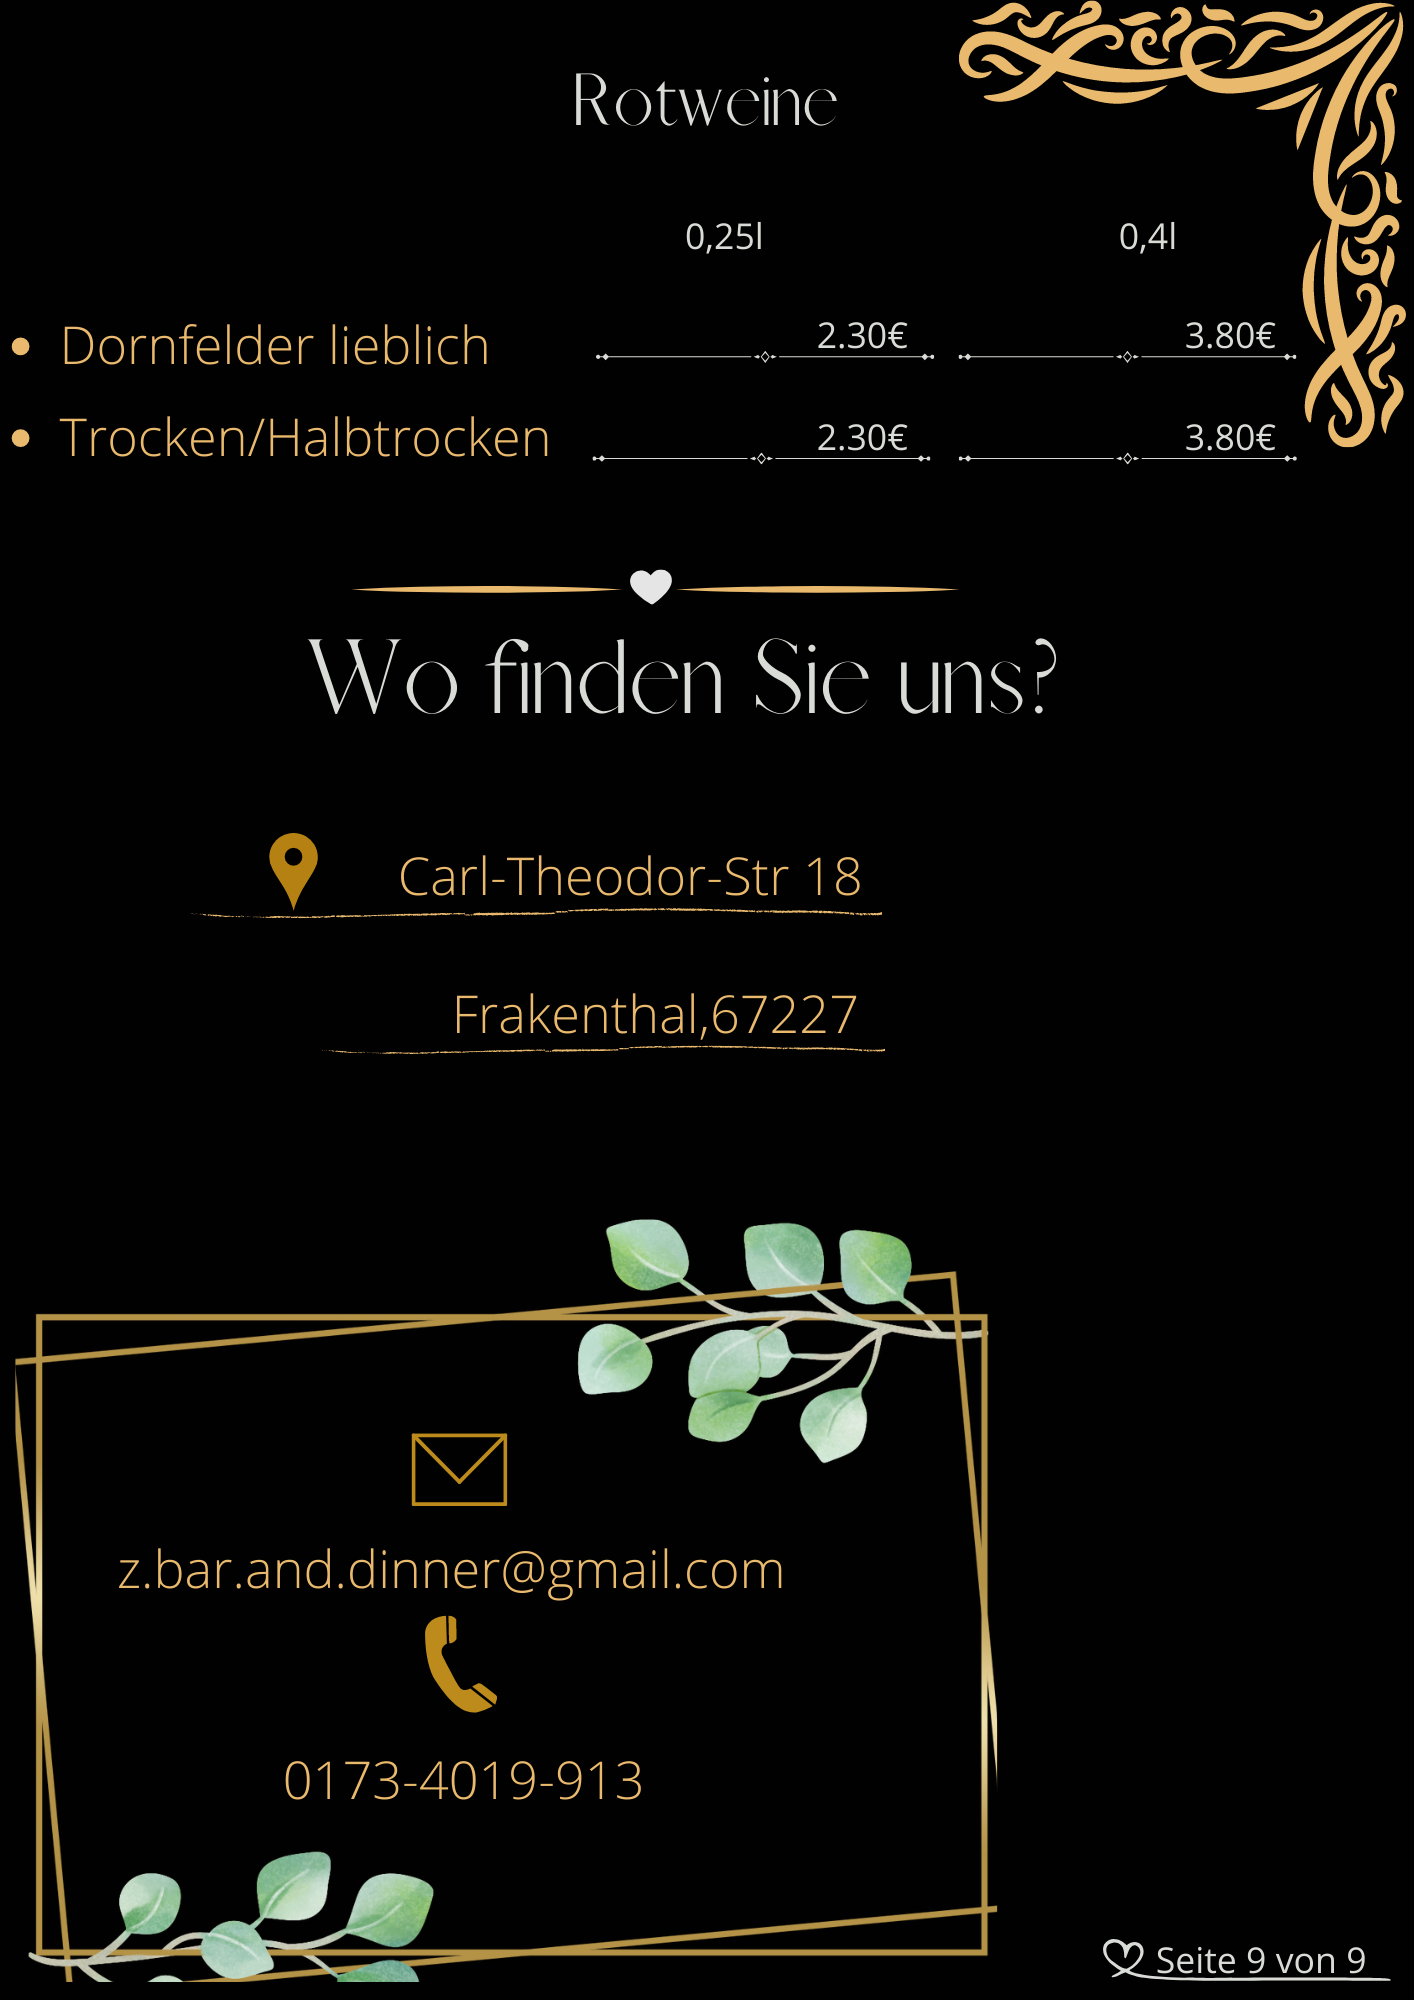 Rotweine
0,25l 0,4l
• Dornfelder lieblich 2.30€ 3.80€
• Trocken/Halbtrocken 2.30€ 3.80€
Wo finden Sie uns?
Carl-Theodor-Str 18
Frakenthal,67227
z.bar.and.dinner@gmail.com
0173-4019-913
Seite 9 von 9